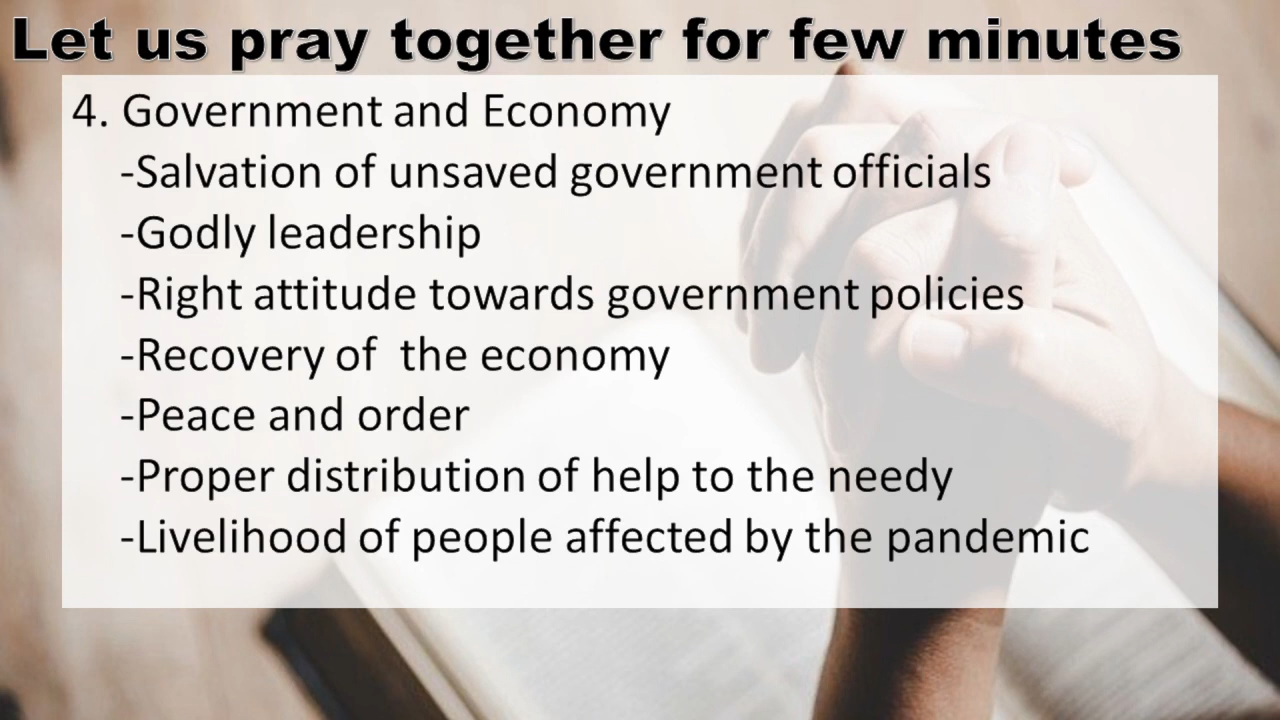 Let us pray together for few minutes
4. Government and Economy
-Salvation of unsaved government officials
-Godly leadership
-Right attitude towards government policies
-Recovery of  the economy
-Peace and order
-Proper distribution of help to the needy
-Livelihood of people affected by the pandemic